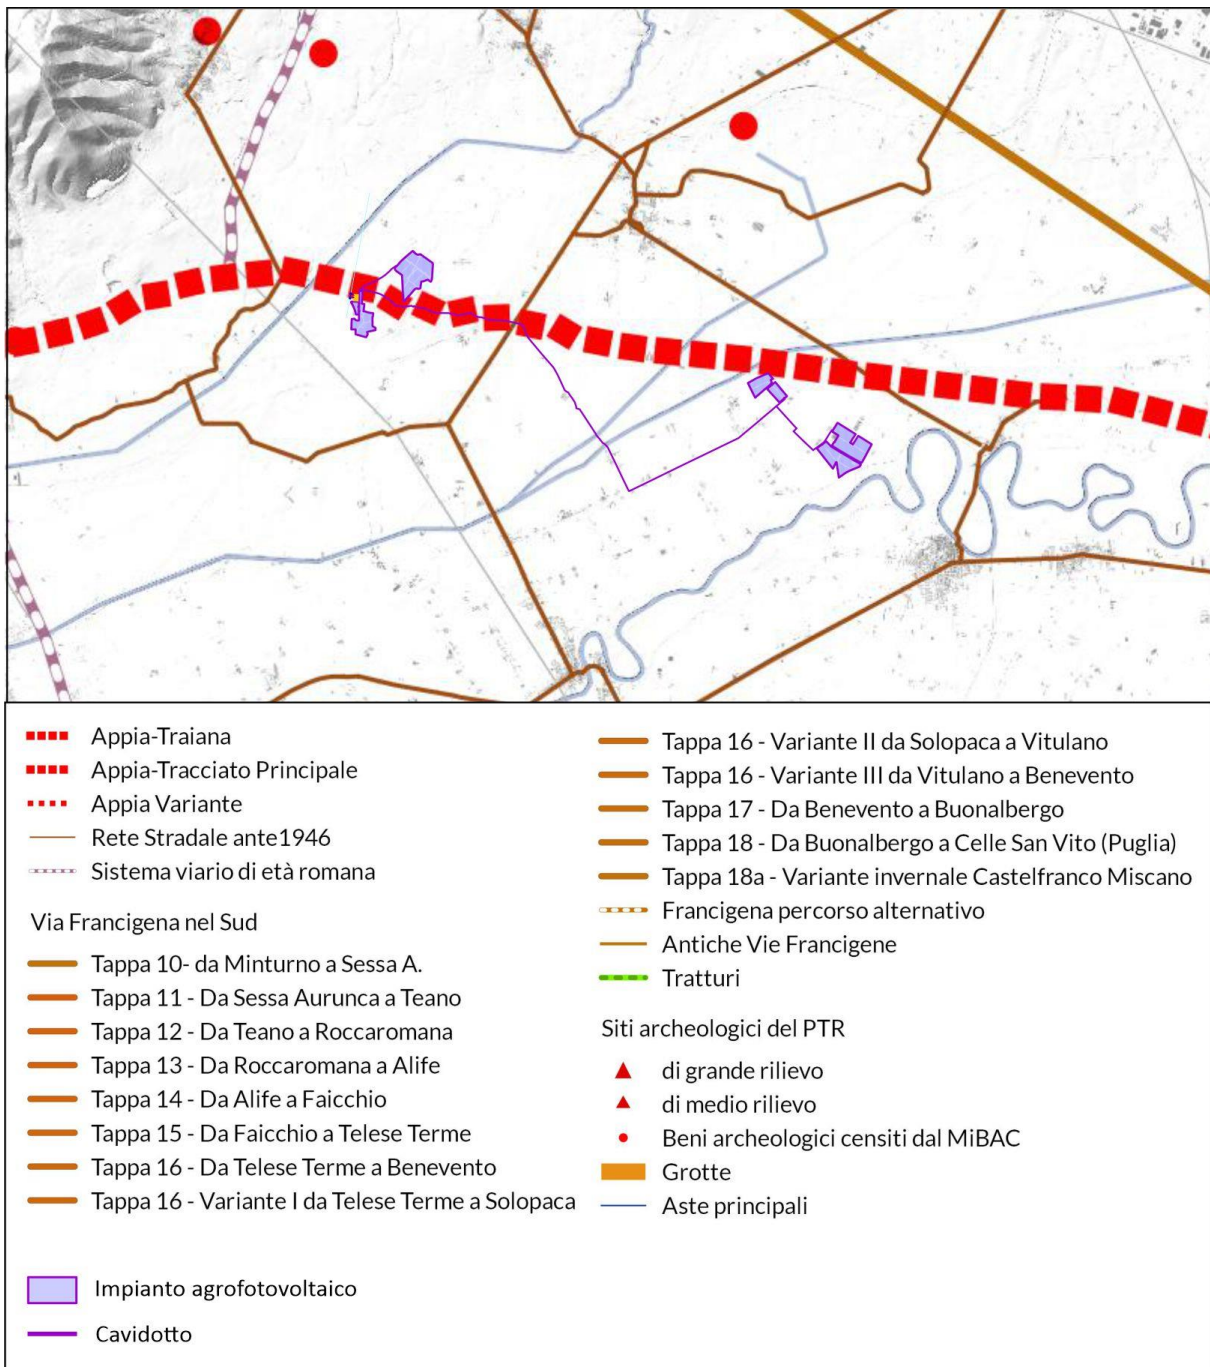 Appia-Traiana
Appia-Tracciato Principale
Appia Variante
Rete Stradale ante1946
Sistema viario di età romana
Via Francigena nel Sud
Tappa 10- da Minturno a Sessa A.
Tappa 11 - Da Sessa Aurunca a Teano
Tappa 12 - Da Teano a Roccaromana
Tappa 13 - Da Roccaromana a Alife
Tappa 14 - Da Alife a Faicchio
Tappa 15 - Da Faicchio a Telese Terme
Tappa 16 - Da Telese Terme a Benevento
Tappa 16 - Variante I da Telese Terme a Solopaca
Tappa 16 - Variante II da Solopaca a Vitulano
Tappa 16 - Variante III da Vitulano a Benevento
Tappa 17 - Da Benevento a Buonalbergo
Tappa 18 - Da Buonalbergo a Celle San Vito (Puglia)
Tappa 18a - Variante invernale Castelfranco Miscano
Francigena percorso alternativo
Antiche Vie Francigene
Tratturi
Siti archeologici del PTR
di grande rilievo
di medio rilievo
Beni archeologici censiti dal MiBAC
Grotte
Aste principali
Impianto agrofotovoltaico
Cavidotto